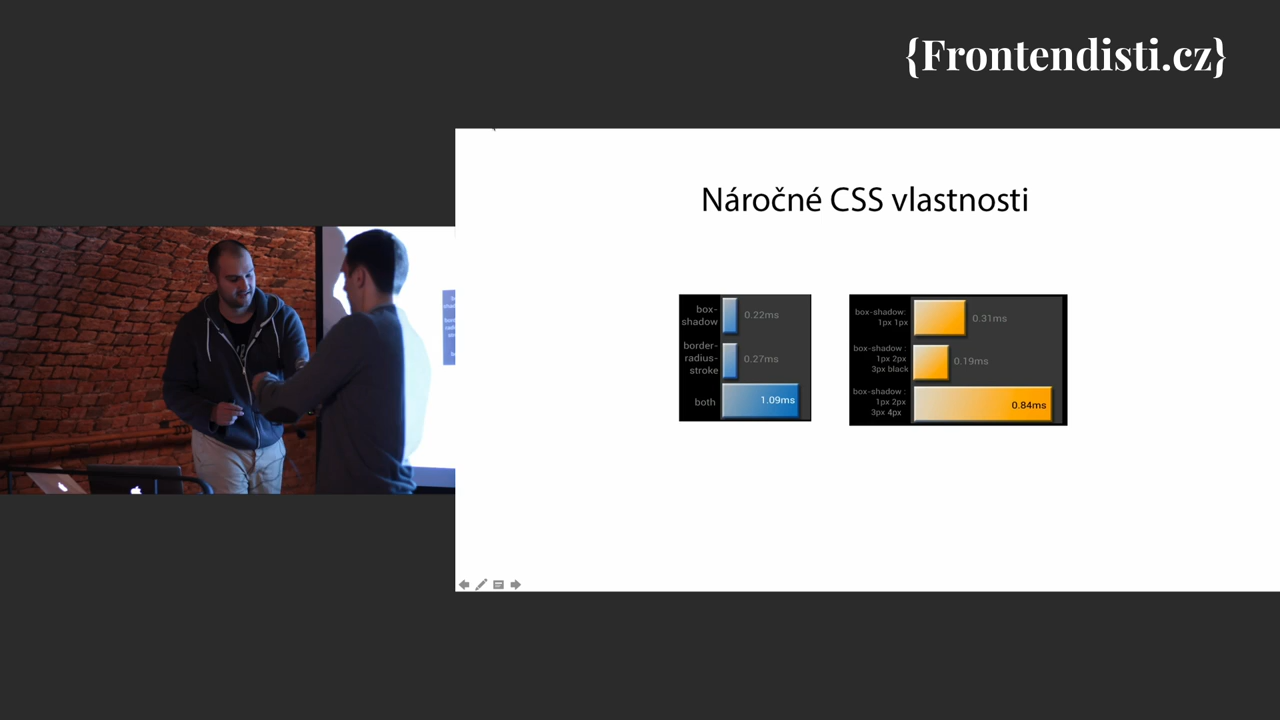 {Frontendisti.cz}
Náročné CSS vlastnosti
box-
shadow
0.22ms
border-
radius-
stroke
0.27ms
both
1.09ms
box-shadow:
1px 1px
0.31ms
box-shadow :
1px 2px
3px black
0.19ms
box-shadow :
1px 2px
3px 4px
0.84ms